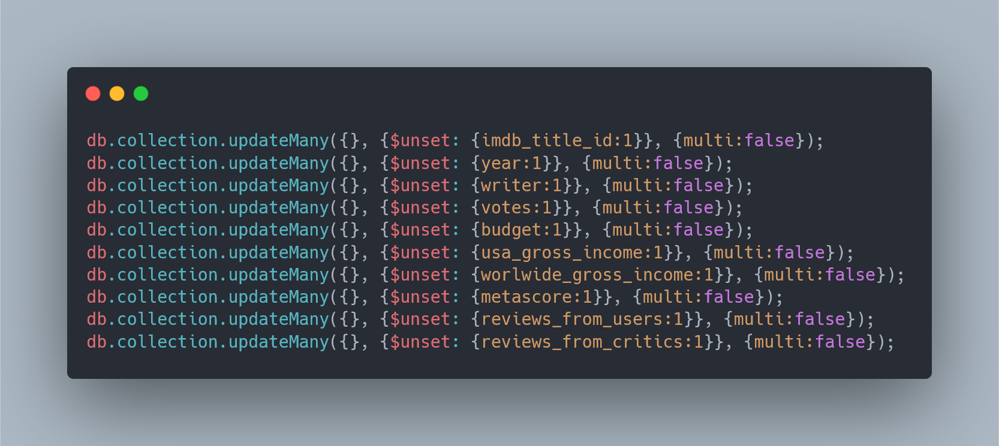 db.collection.updateMany({}, {$unset: {imdb_title_id:1}}, {multi:false});
db.collection.updateMany({}, {$unset: {year:1}}, {multi:false});
db.collection.updateMany({}, {$unset: {writer:1}}, {multi:false});
db.collection.updateMany({}, {$unset: {votes:1}}, {multi:false});
db.collection.updateMany({}, {$unset: {budget:1}}, {multi:false});
db.collection.updateMany({}, {$unset: {usa_gross_income:1}}, {multi:false});
db.collection.updateMany({}, {$unset: {worlwide_gross_income:1}}, {multi:false});
db.collection.updateMany({}, {$unset: {metascore:1}}, {multi:false});
db.collection.updateMany({}, {$unset: {reviews_from_users:1}}, {multi:false});
db.collection.updateMany({}, {$unset: {reviews_from_critics:1}}, {multi:false});